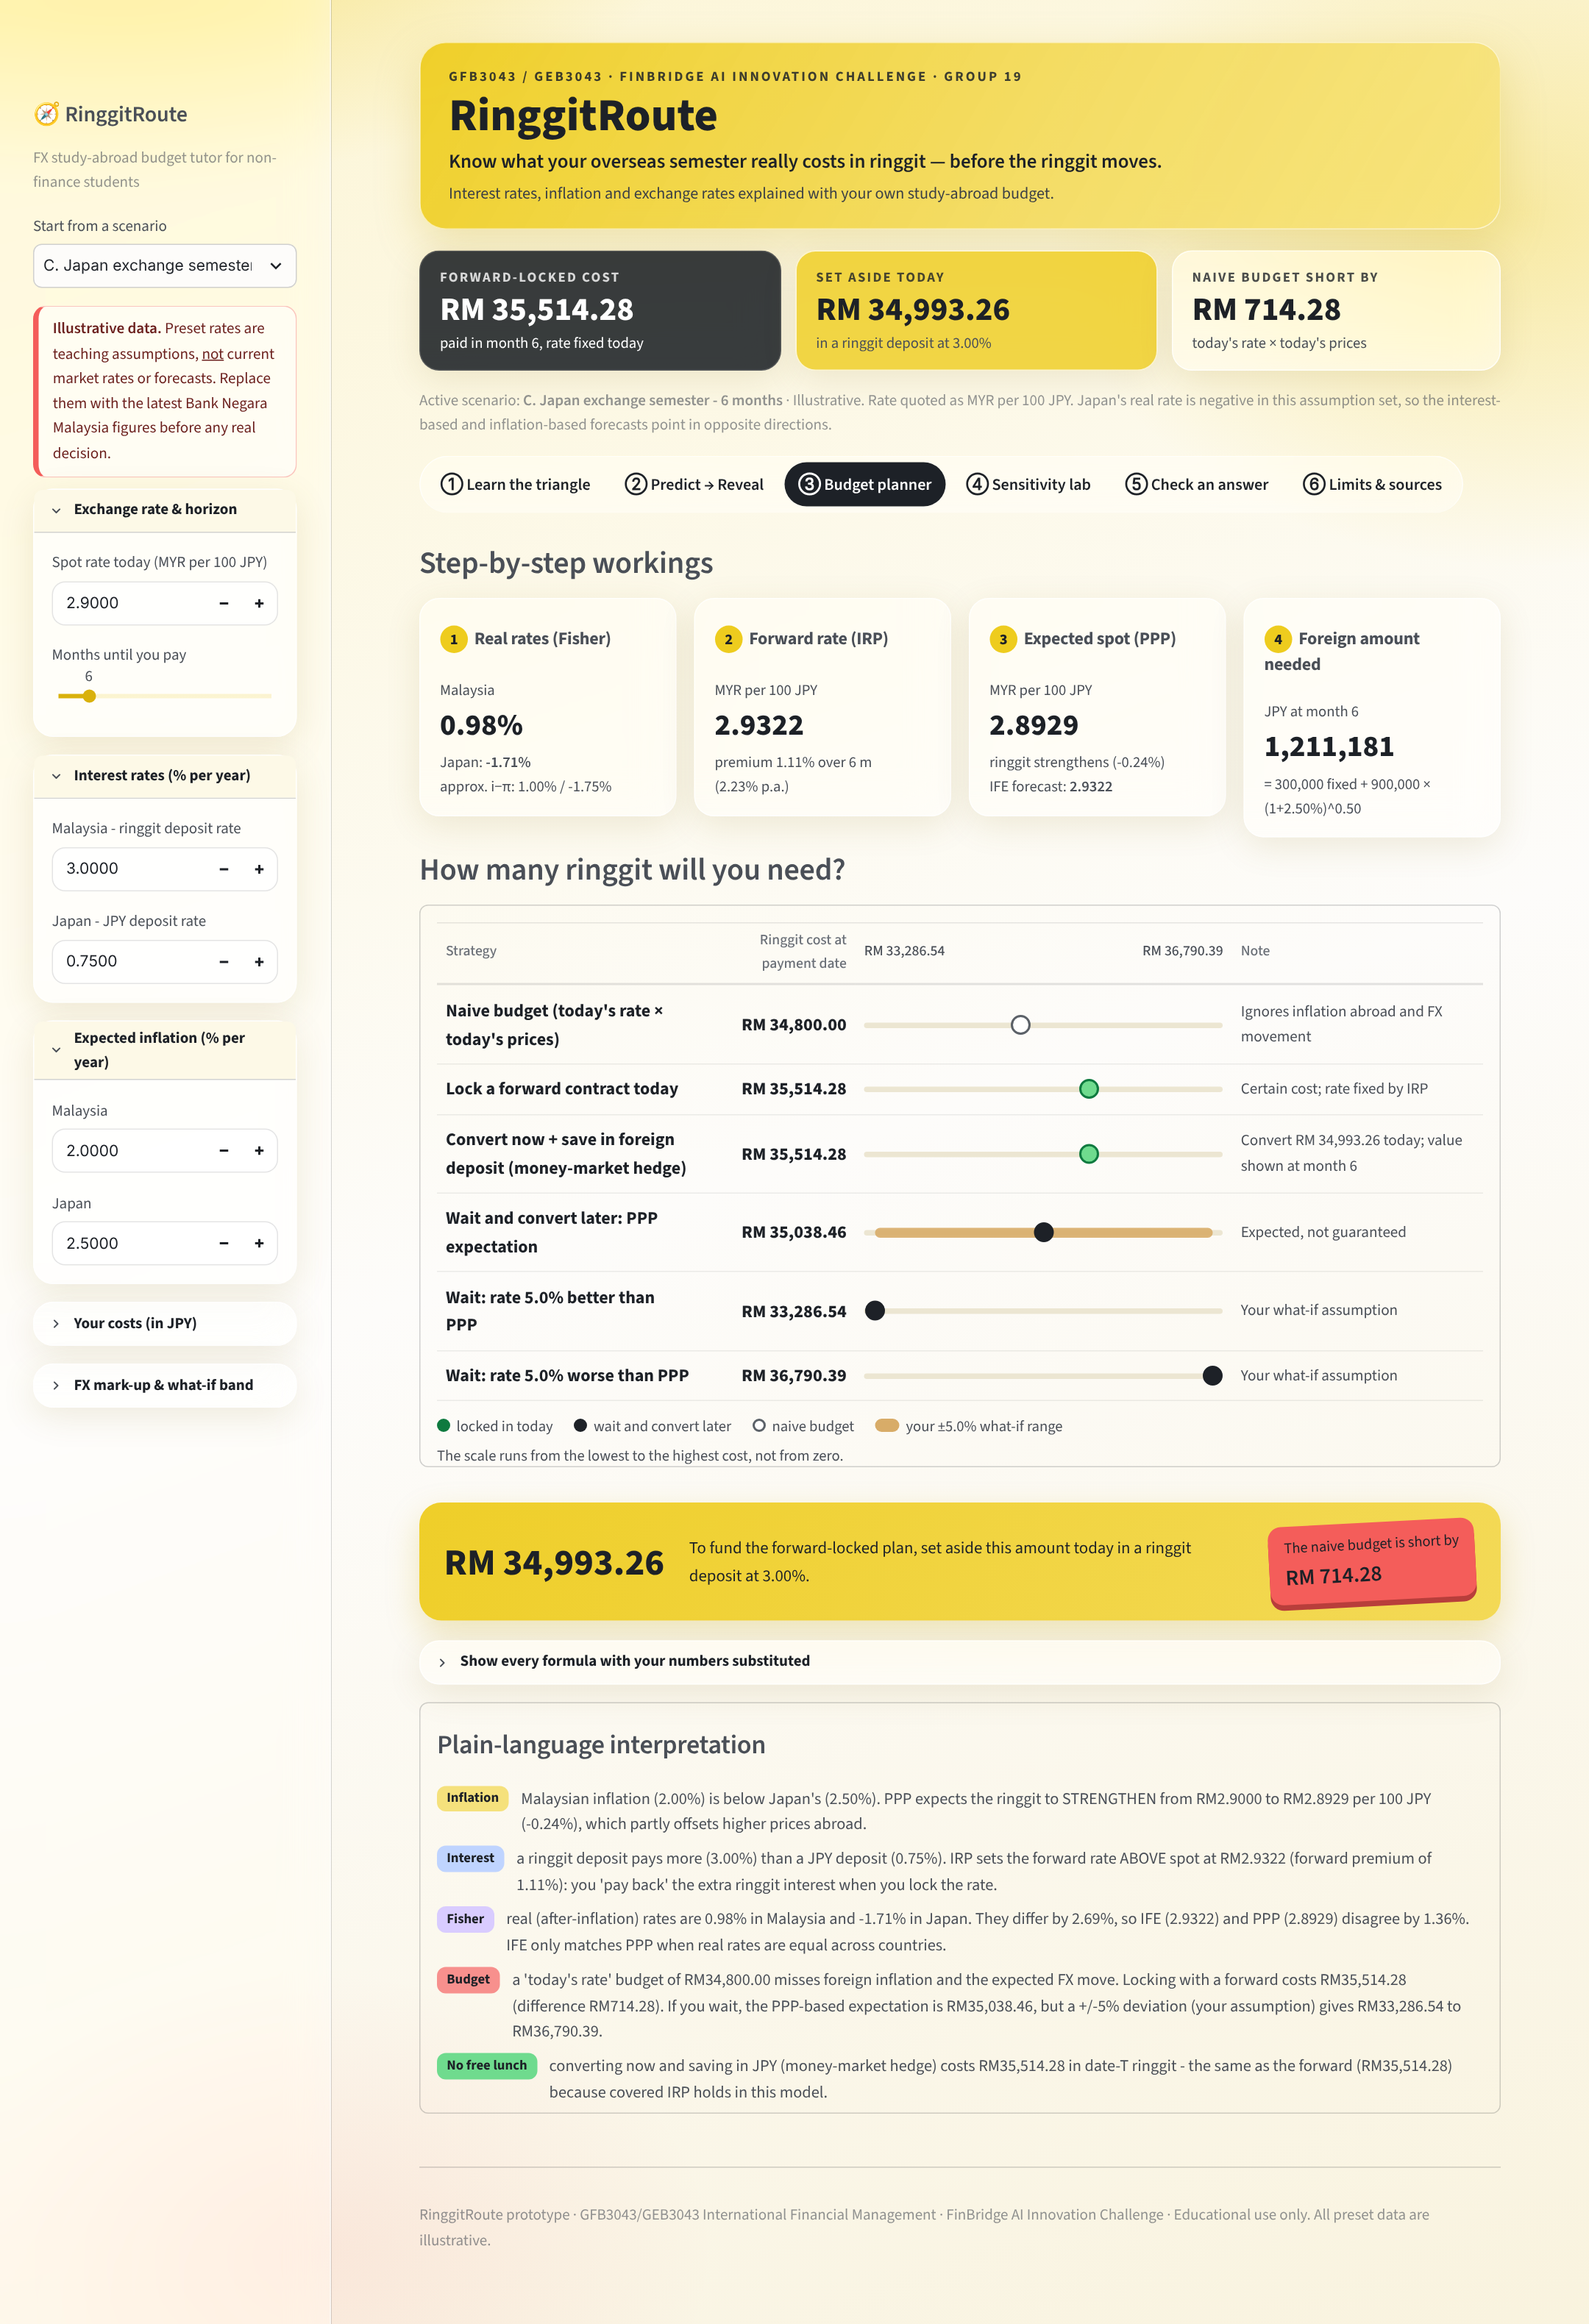 RinggitRoute
FX study-abroad budget tutor for non-
finance students
Start from a scenario
C. Japan exchange semester
Illustrative data. Preset rates are
teaching assumptions, not current
market rates or forecasts. Replace
them with the latest Bank Negara
Malaysia figures before any real
decision.
Exchange rate & horizon
Spot rate today (MYR per 100 JPY)
2.9000 − +
Months until you pay
6
Interest rates (% per year)
Malaysia - ringgit deposit rate
3.0000 − +
Japan - JPY deposit rate
0.7500 − +
Expected inflation (% per
year)
Malaysia
2.0000 − +
Japan
2.5000 − +
Your costs (in JPY)
FX mark-up & what-if band
GFB3043 / GEB3043 · FINBRIDGE AI INNOVATION CHALLENGE · GROUP 19
RinggitRoute
Know what your overseas semester really costs in ringgit — before the ringgit moves.
Interest rates, inflation and exchange rates explained with your own study-abroad budget.
FORWARD-LOCKED COST
RM 35,514.28
paid in month 6, rate fixed today
SET ASIDE TODAY
RM 34,993.26
in a ringgit deposit at 3.00%
NAIVE BUDGET SHORT BY
RM 714.28
today's rate × today's prices
Active scenario: C. Japan exchange semester - 6 months · Illustrative. Rate quoted as MYR per 100 JPY. Japan's real rate is negative in this assumption set, so the interest-
based and inflation-based forecasts point in opposite directions.
① Learn the triangle ② Predict → Reveal ③ Budget planner ④ Sensitivity lab ⑤ Check an answer ⑥ Limits & sources
Step-by-step workings
1 Real rates (Fisher)
Malaysia
0.98%
Japan: -1.71%
approx. i−π: 1.00% / -1.75%
2 Forward rate (IRP)
MYR per 100 JPY
2.9322
premium 1.11% over 6 m
(2.23% p.a.)
3 Expected spot (PPP)
MYR per 100 JPY
2.8929
ringgit strengthens (-0.24%)
IFE forecast: 2.9322
4 Foreign amount
needed
JPY at month 6
1,211,181
= 300,000 fixed + 900,000 ×
(1+2.50%)^0.50
How many ringgit will you need?
Strategy
Ringgit cost at
payment date
RM 33,286.54 RM 36,790.39
Note
Naive budget (today's rate ×
today's prices)
RM 34,800.00
Ignores inflation abroad and FX
movement
Lock a forward contract today
RM 35,514.28
Certain cost; rate fixed by IRP
Convert now + save in foreign
deposit (money-market hedge)
RM 35,514.28
Convert RM 34,993.26 today; value
shown at month 6
Wait and convert later: PPP
expectation
RM 35,038.46
Expected, not guaranteed
Wait: rate 5.0% better than
PPP
RM 33,286.54
Your what-if assumption
Wait: rate 5.0% worse than PPP
RM 36,790.39
Your what-if assumption
locked in today wait and convert later naive budget your ±5.0% what-if range
The scale runs from the lowest to the highest cost, not from zero.
RM 34,993.26
To fund the forward-locked plan, set aside this amount today in a ringgit
deposit at 3.00%.
The naive budget is short by
RM 714.28
Show every formula with your numbers substituted
Plain-language interpretation
Inflation
Malaysian inflation (2.00%) is below Japan's (2.50%). PPP expects the ringgit to STRENGTHEN from RM2.9000 to RM2.8929 per 100 JPY
(-0.24%), which partly offsets higher prices abroad.
Interest
a ringgit deposit pays more (3.00%) than a JPY deposit (0.75%). IRP sets the forward rate ABOVE spot at RM2.9322 (forward premium of
1.11%): you 'pay back' the extra ringgit interest when you lock the rate.
Fisher
real (after-inflation) rates are 0.98% in Malaysia and -1.71% in Japan. They differ by 2.69%, so IFE (2.9322) and PPP (2.8929) disagree by 1.36%.
IFE only matches PPP when real rates are equal across countries.
Budget
a 'today's rate' budget of RM34,800.00 misses foreign inflation and the expected FX move. Locking with a forward costs RM35,514.28
(difference RM714.28). If you wait, the PPP-based expectation is RM35,038.46, but a +/-5% deviation (your assumption) gives RM33,286.54 to
RM36,790.39.
No free lunch
converting now and saving in JPY (money-market hedge) costs RM35,514.28 in date-T ringgit - the same as the forward (RM35,514.28)
because covered IRP holds in this model.
RinggitRoute prototype · GFB3043/GEB3043 International Financial Management · FinBridge AI Innovation Challenge · Educational use only. All preset data are
illustrative.